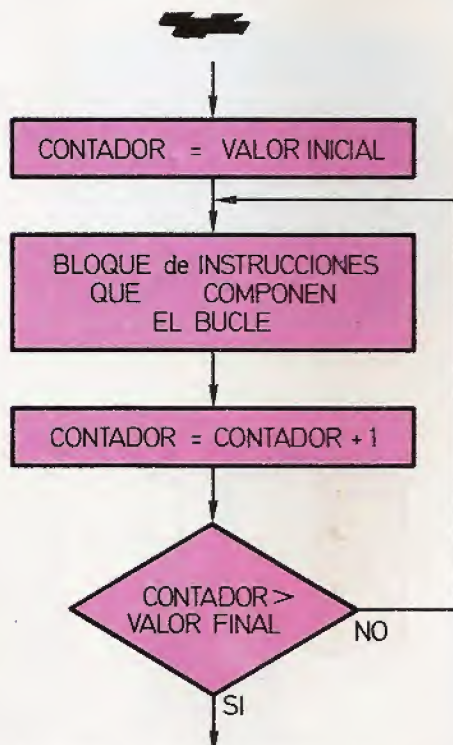 CONTADOR = VALOR INICIAL
BLOQUE de INSTRUCCIONES
QUE COMPONEN
EL BUCLE
CONTADOR = CONTADOR + 1
CONTADOR >
VALOR FINAL
NO
SI